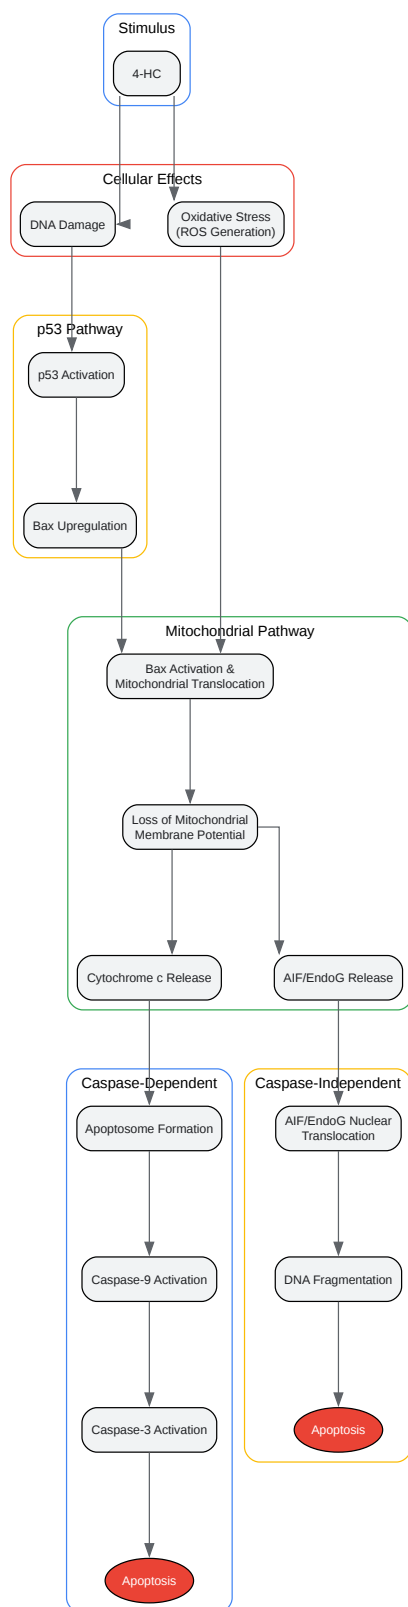 Stimulus
4-HC
Cellular Effects
DNA Damage
Oxidative Stress
(ROS Generation)
p53 Pathway
p53 Activation
Bax Upregulation
Mitochondrial Pathway
Bax Activation &
Mitochondrial Translocation
Loss of Mitochondrial
Membrane Potential
Cytochrome c Release
AIF/EndoG Release
Caspase-Dependent
Apoptosome Formation
Caspase-9 Activation
Caspase-3 Activation
Apoptosis
Caspase-Independent
AIF/EndoG Nuclear
Translocation
DNA Fragmentation
Apoptosis